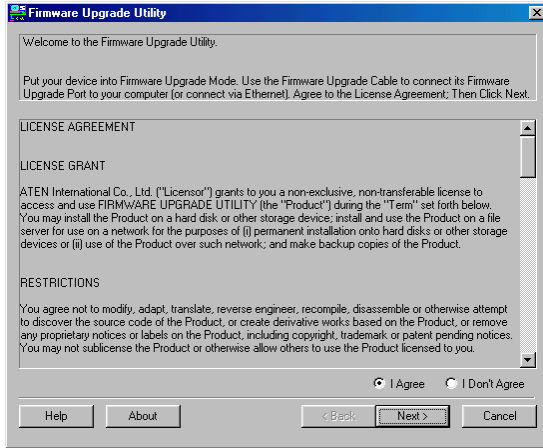 Firmware Upgrade Utility
Welcome to the Firmware Upgrade Utility.
Put your device into Firmware Upgrade Mode. Use the Firmware Upgrade Cable to connect its Firmware
Upgrade Port to your computer (or connect via Ethernet). Agree to the License Agreement; Then Click Next.
LICENSE AGREEMENT
LICENSE GRANT
ATEN International Co., Ltd. ("Licensor") grants to you a non-exclusive, non-transferable license to
access and use FIRMWARE UPGRADE UTILITY (the "Product") during the "Term" set forth below.
You may install the Product on a hard disk or other storage device; install and use the Product on a file
server for use on a network for the purposes of (i) permanent installation onto hard disks or other storage
devices or (ii) use of the Product over such network; and make backup copies of the Product.
RESTRICTIONS
You agree not to modify, adapt, translate, reverse engineer, recompile, disassemble or otherwise attempt
to discover the source code of the Product, or create derivative works based on the Product, or remove
any proprietary notices or labels on the Product, including copyright, trademark or patent pending notices.
You may not sublicense the Product or otherwise allow others to use the Product licensed to you.
I Agree I Don't Agree
Help About < Back Next > Cancel